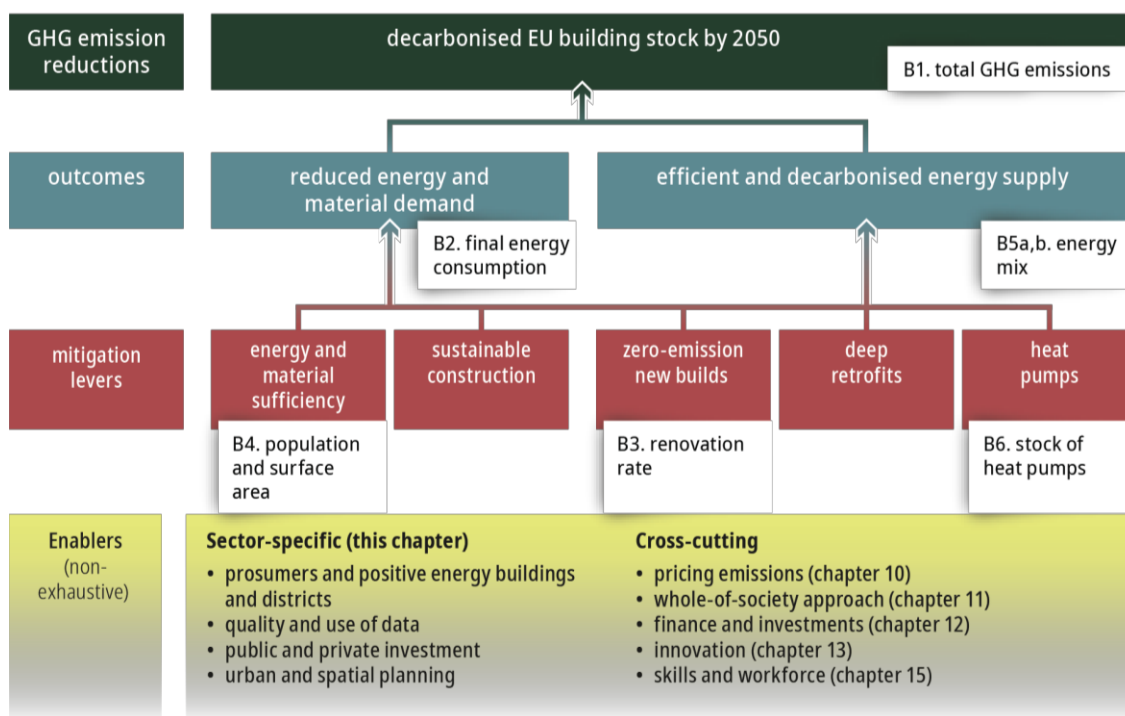 GHG emission
reductions
decarbonised EU building stock by 2050
B1. total GHG emissions
outcomes
reduced energy and
material demand
efficient and decarbonised energy supply
B2. final energy
consumption
B5a,b. energy
mix
mitigation
levers
energy and
material
sufficiency
sustainable
construction
zero-emission
new builds
deep
retrofits
heat
pumps
B4. population
and surface
area
B3. renovation
rate
B6. stock of
heat pumps
Enablers
(non-
exhaustive)
Sector-specific (this chapter)
• prosumers and positive energy buildings
and districts
• quality and use of data
• public and private investment
• urban and spatial planning
Cross-cutting
• pricing emissions (chapter 10)
• whole-of-society approach (chapter 11)
• finance and investments (chapter 12)
• innovation (chapter 13)
• skills and workforce (chapter 15)